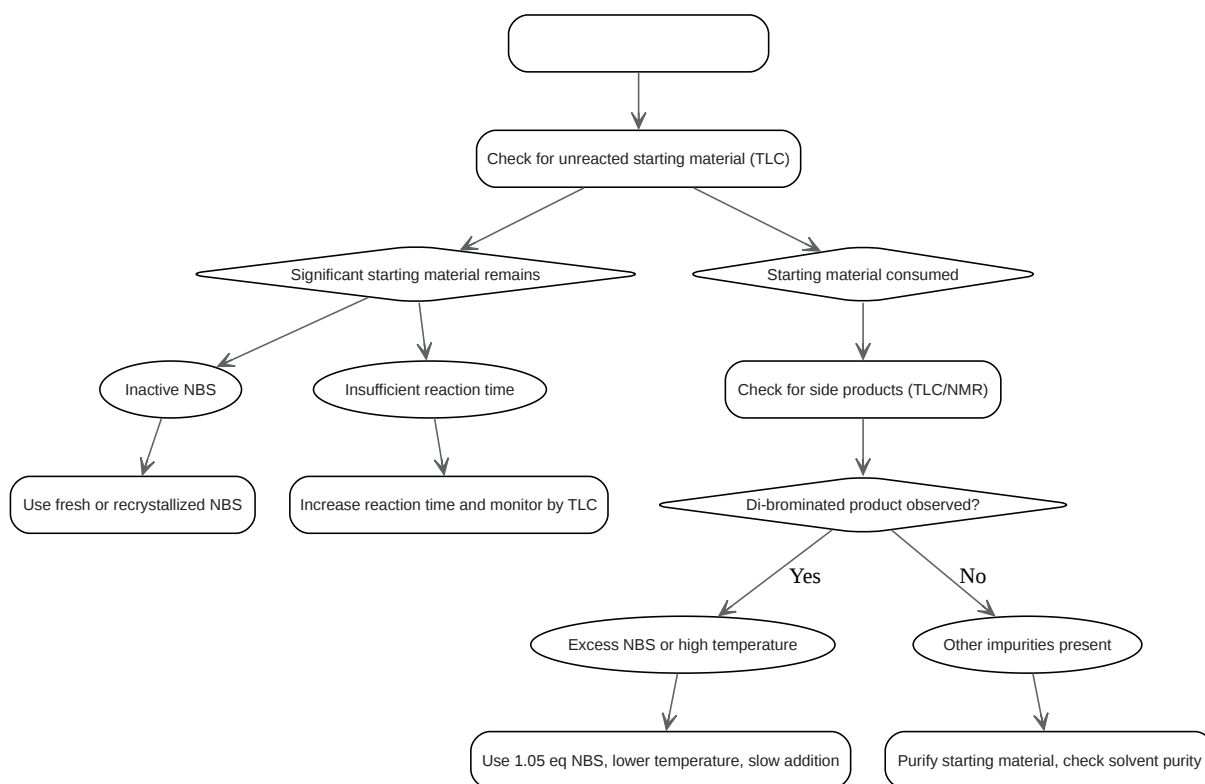 Check for unreacted starting material (TLC)
Significant starting material remains
Starting material consumed
Inactive NBS
Insufficient reaction time
Check for side products (TLC/NMR)
Use fresh or recrystallized NBS
Increase reaction time and monitor by TLC
Di-brominated product observed?
Yes
No
Excess NBS or high temperature
Other impurities present
Use 1.05 eq NBS, lower temperature, slow addition
Purify starting material, check solvent purity